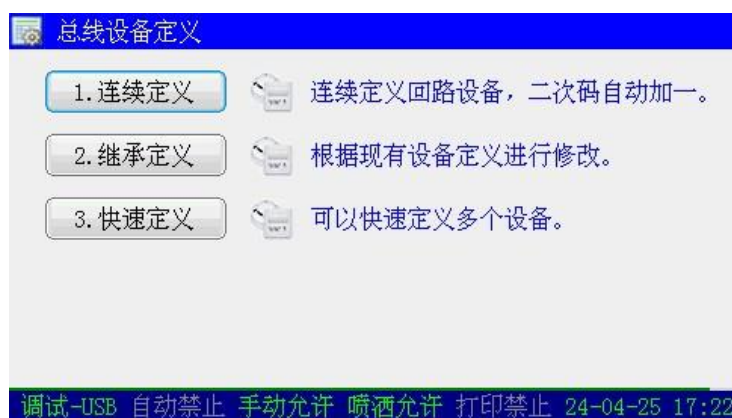 总线设备定义
1.连续定义 连续定义回路设备，二次码自动加一。
2.继承定义 根据现有设备定义进行修改。
3.快速定义 可以快速定义多个设备。
调试-USB 自动禁止 手动允许 喷洒允许 打印禁止 24-04-25 17:22